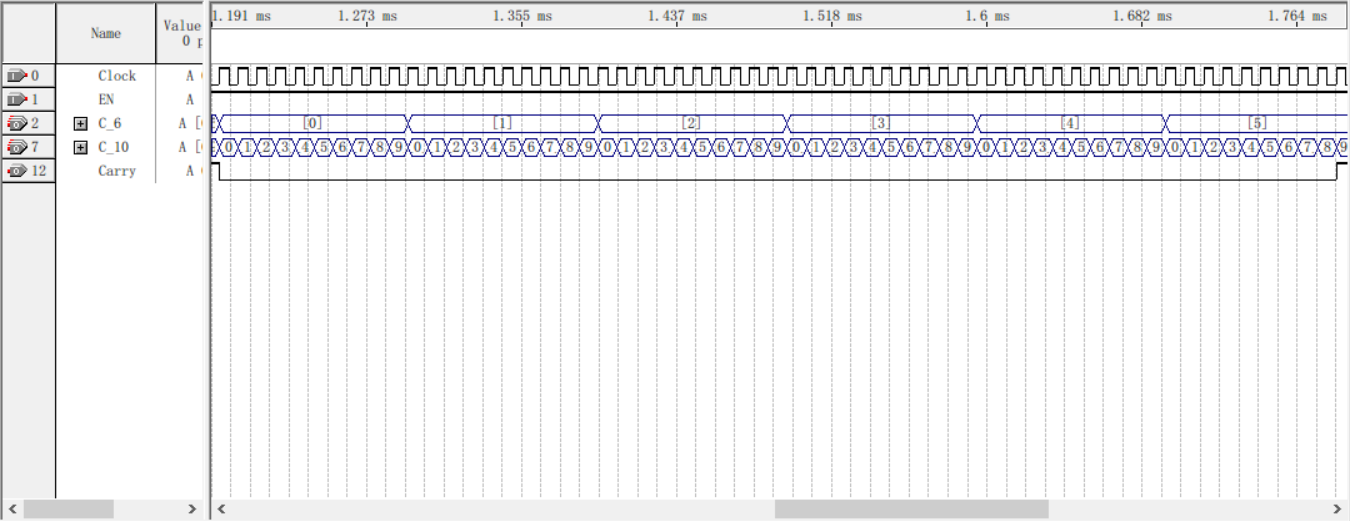 1.191 ms 1.273 ms 1.355 ms 1.437 ms 1.518 ms 1.6 ms 1.682 ms 1.764 ms
Name Value
0 p
0 Clock A
1 EN A
2 C_6 A [ [0] [1] [2] [3] [4] [5]
7 C_10 A [ 0 1 2 3 4 5 6 7 8 9 0 1 2 3 4 5 6 7 8 9 0 1 2 3 4 5 6 7 8 9 0 1 2 3 4 5 6 7 8 9 0 1 2 3 4 5 6 7 8 9 0 1 2 3 4 5 6 7 8 9
12 Carry A